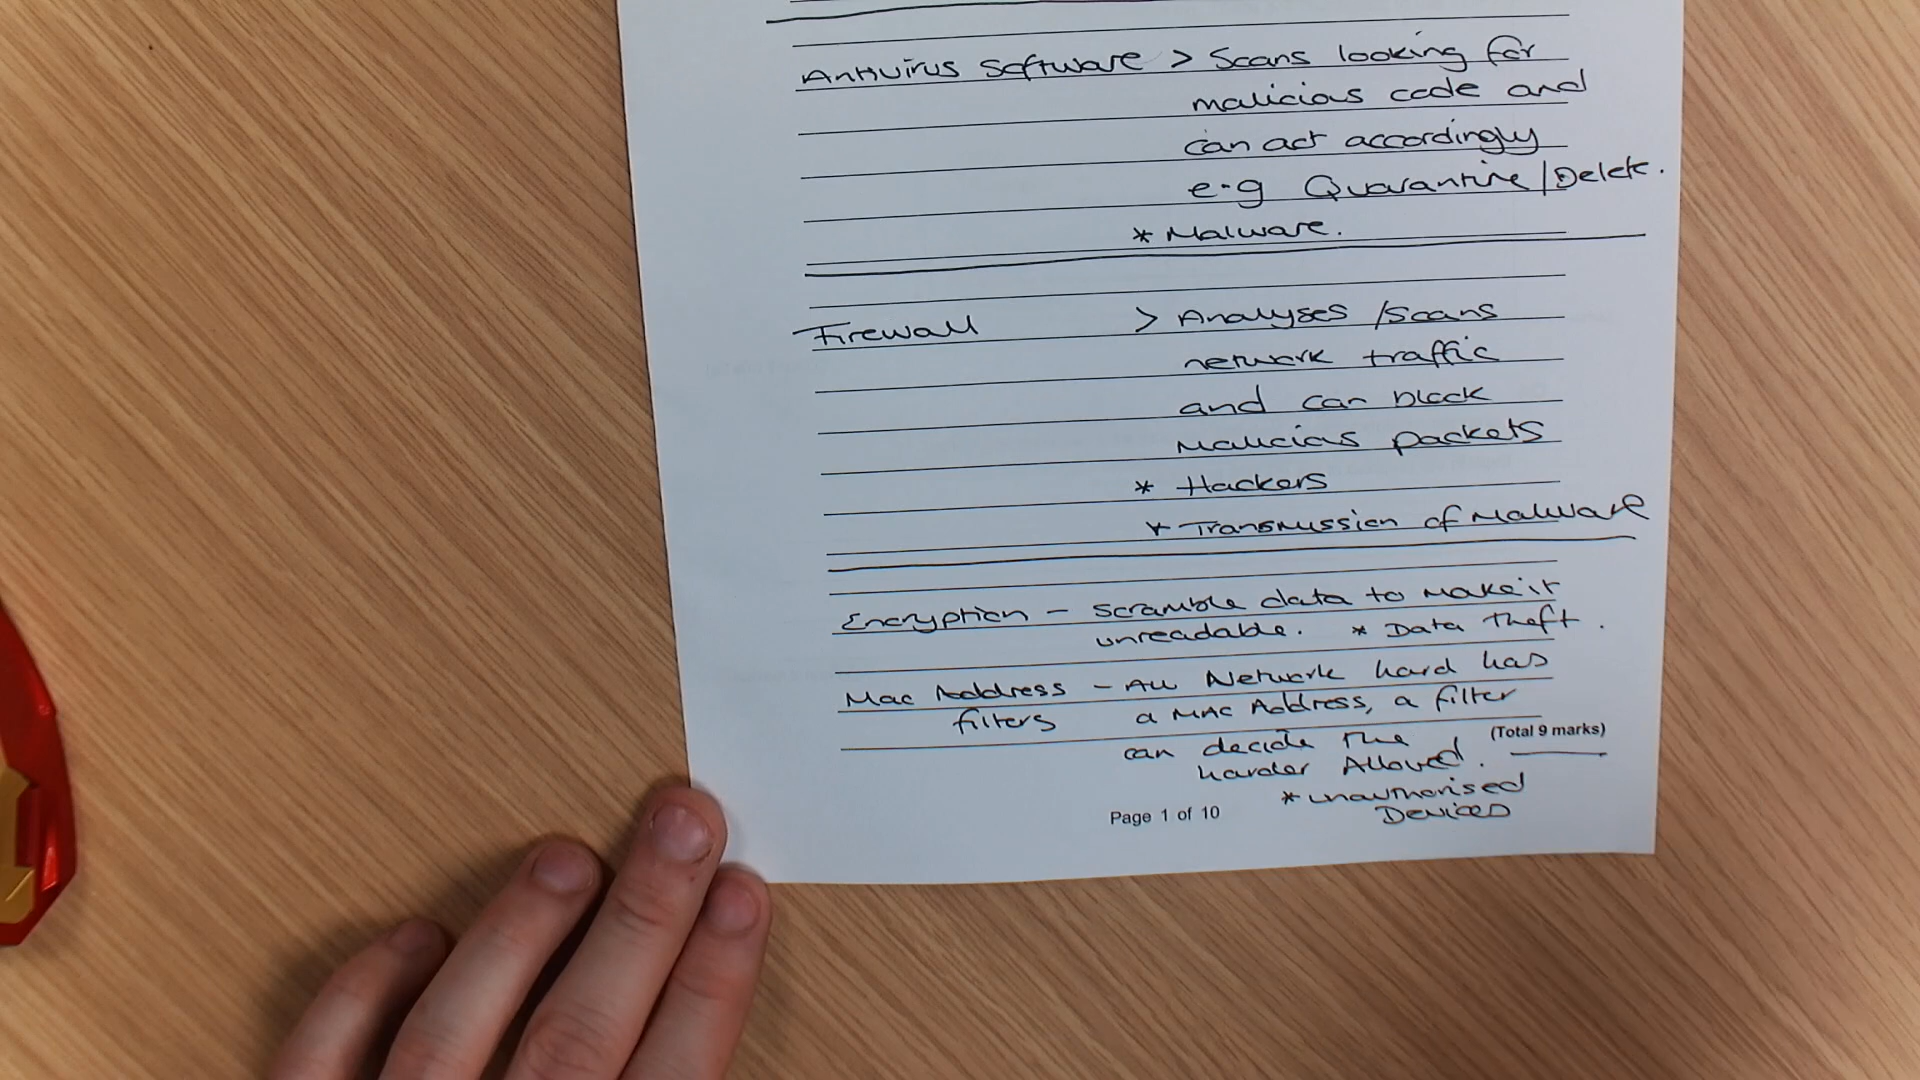 Antivirus Software > Scans looking for
malicious code and
can act accordingly
e.g Quarantine/Delete.
* Malware.
Firewall > Analyses /Scans
network traffic
and can block
malicias packets
* Hackers
* Transmission of Malware
Encryption - Scramble data to make it
unreadable. * Data Theft.
Mac Address - All Network hard has
filters a MAC Address, a filter
can decide the
(Total 9 marks)
harder Allowed.
* unauthorised
Page 1 of 10
Devices